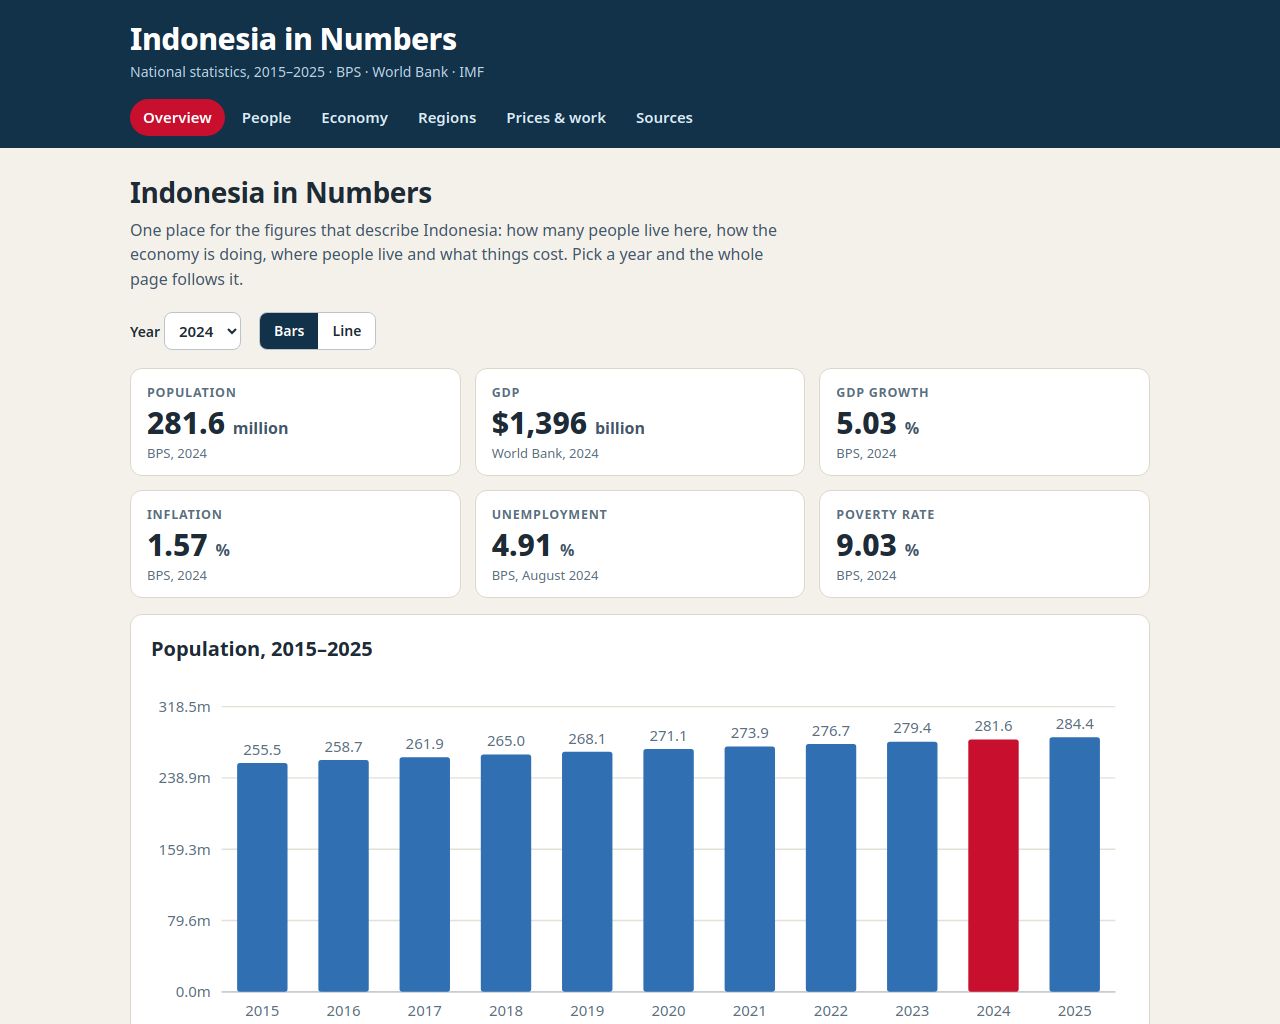 Indonesia in Numbers
National statistics, 2015–2025 · BPS · World Bank · IMF
Overview People Economy Regions Prices & work Sources
Indonesia in Numbers
One place for the figures that describe Indonesia: how many people live here, how the
economy is doing, where people live and what things cost. Pick a year and the whole
page follows it.
Year 2024 Bars Line
POPULATION
281.6 million
BPS, 2024
GDP
$1,396 billion
World Bank, 2024
GDP GROWTH
5.03 %
BPS, 2024
INFLATION
1.57 %
BPS, 2024
UNEMPLOYMENT
4.91 %
BPS, August 2024
POVERTY RATE
9.03 %
BPS, 2024
Population, 2015–2025
318.5m
238.9m
159.3m
79.6m
0.0m
255.5 258.7 261.9 265.0 268.1 271.1 273.9 276.7 279.4 281.6 284.4
2015 2016 2017 2018 2019 2020 2021 2022 2023 2024 2025